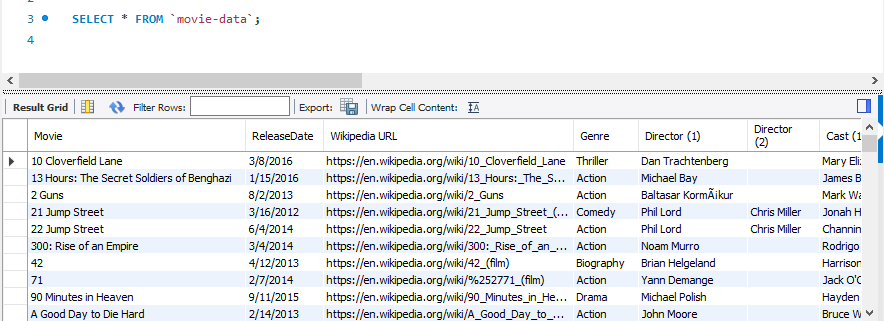 3 SELECT * FROM `movie-data`;
4
Result Grid Filter Rows: Export: Wrap Cell Content:
Movie ReleaseDate Wikipedia URL Genre Director (1) Director (2) Cast (1
10 Cloverfield Lane 3/8/2016 https://en.wikipedia.org/wiki/10_Cloverfield_Lane Thriller Dan Trachtenberg Mary Eliz
13 Hours: The Secret Soldiers of Benghazi 1/15/2016 https://en.wikipedia.org/wiki/13_Hours:_The_S... Action Michael Bay James B
2 Guns 8/2/2013 https://en.wikipedia.org/wiki/2_Guns Action Baltasar KormÃ¡kur Mark Wa
21 Jump Street 3/16/2012 https://en.wikipedia.org/wiki/21_Jump_Street_(... Comedy Phil Lord Chris Miller Jonah H
22 Jump Street 6/4/2014 https://en.wikipedia.org/wiki/22_Jump_Street Action Phil Lord Chris Miller Channin
300: Rise of an Empire 3/4/2014 https://en.wikipedia.org/wiki/300:_Rise_of_an_... Action Noam Murro Rodrigo
42 4/12/2013 https://en.wikipedia.org/wiki/42_(film) Biography Brian Helgeland Harrison
71 2/7/2014 https://en.wikipedia.org/wiki/%252771_(film) Action Yann Demange Jack O'C
90 Minutes in Heaven 9/11/2015 https://en.wikipedia.org/wiki/90_Minutes_in_He... Drama Michael Polish Hayden
A Good Day to Die Hard 2/14/2013 https://en.wikipedia.org/wiki/A_Good_Day_to_... Action John Moore Bruce W